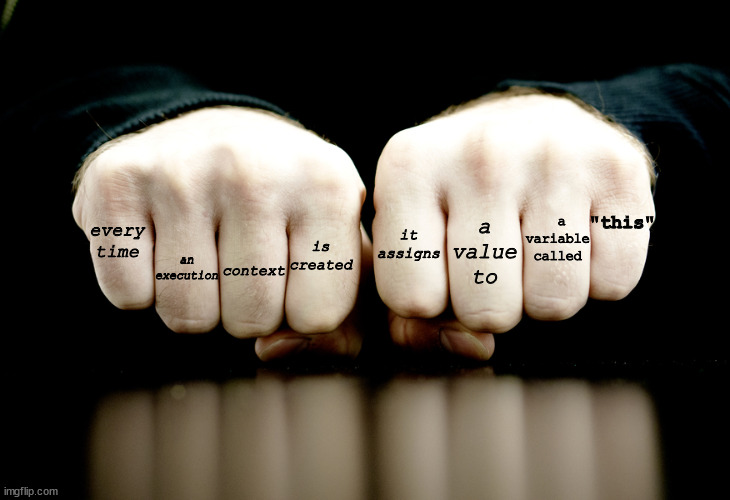 every
time
an
execution
context
is
created
it
assigns
a
value
to
a
variable
called
"this"
imgflip.com